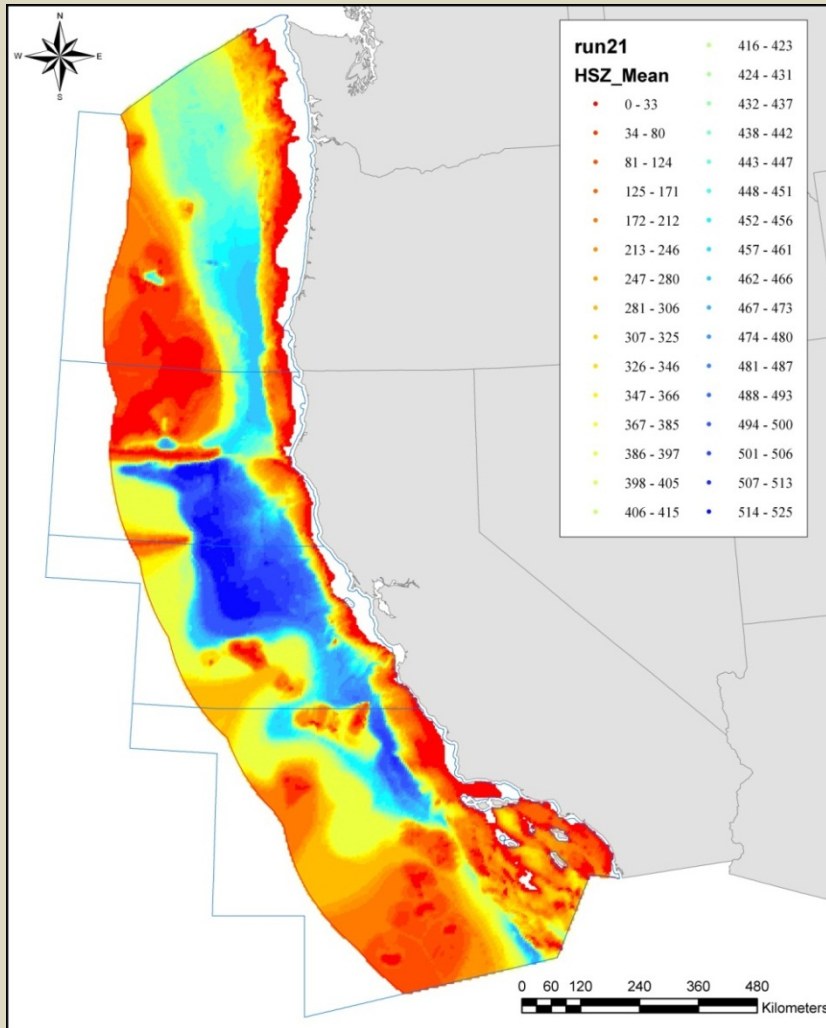 N
W E
S
run21
HSZ_Mean
0 - 33
34 - 80
81 - 124
125 - 171
172 - 212
213 - 246
247 - 280
281 - 306
307 - 325
326 - 346
347 - 366
367 - 385
386 - 397
398 - 405
406 - 415
416 - 423
424 - 431
432 - 437
438 - 442
443 - 447
448 - 451
452 - 456
457 - 461
462 - 466
467 - 473
474 - 480
481 - 487
488 - 493
494 - 500
501 - 506
507 - 513
514 - 525
0 60 120 240 360 480
Kilometers